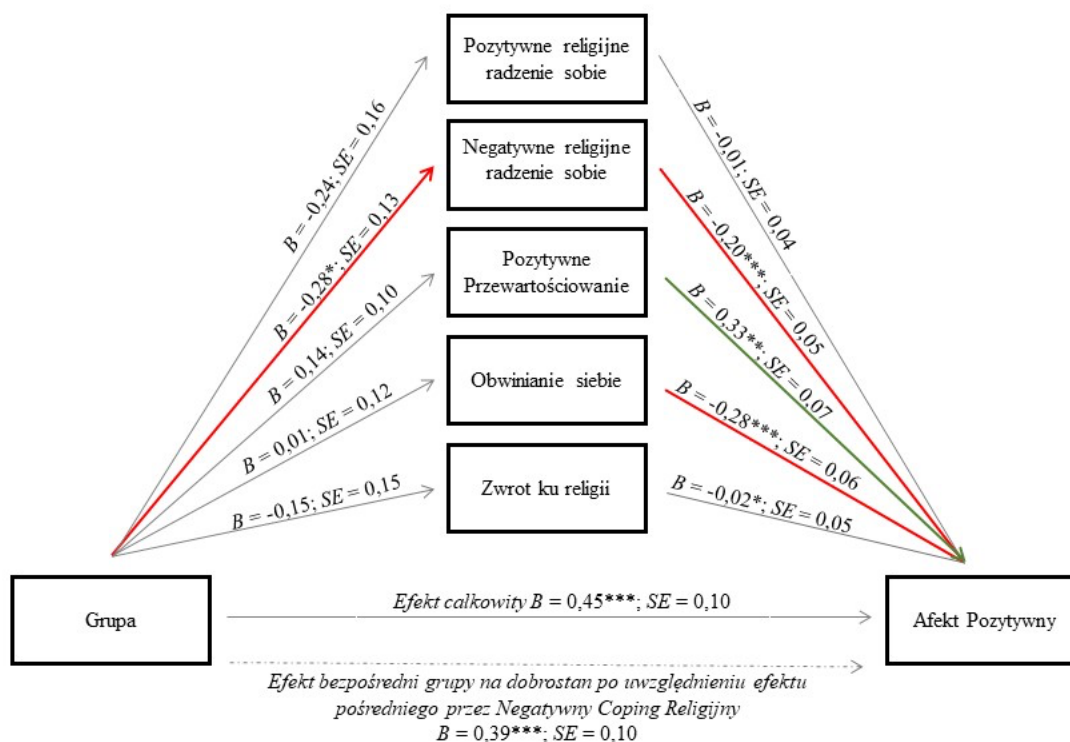 Pozytywne religijne
radzenie sobie
Negatywne religijne
radzenie sobie
Pozytywne
Przewartościowanie
Obwinianie siebie
Zwrot ku religii
B = -0,24; SE = 0,16
B = -0,28*; SE = 0,13
B = 0,14; SE = 0,10
B = 0,01; SE = 0,12
B = -0,15; SE = 0,15
B = -0,01; SE = 0,04
B = -0,20***; SE = 0,05
B = 0,33**; SE = 0,07
B = -0,28***; SE = 0,06
B = -0,02*; SE = 0,05
Grupa
Efekt calkowity B = 0,45***; SE = 0,10
Afekt Pozytywny
Efekt bezpośredni grupy na dobrostan po uwzględnieniu efektu
pośredniego przez Negatywny Coping Religijny
B = 0,39***; SE = 0,10